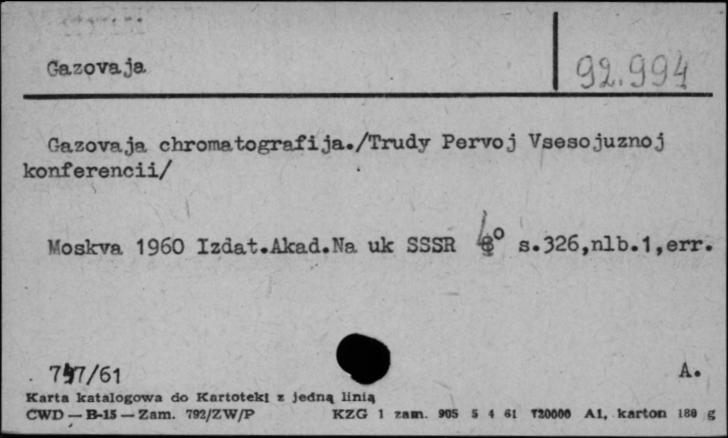 Gazovaja
92.994
Gazovaja chromatografija./Trudy Pervoj Vsesojuznoj
konferencii/
Moskva 1960 Izdat.Akad.Na uk SSSR 4° s.326,nlb.1,err.
747/61 A.
Karta katalogowa do Kartoteki z jedną linią
CWD — B-15 — Zam. 792/ZW/P KZG 1 zam. 905 5 4 61 T20000 A1, karton 180 g